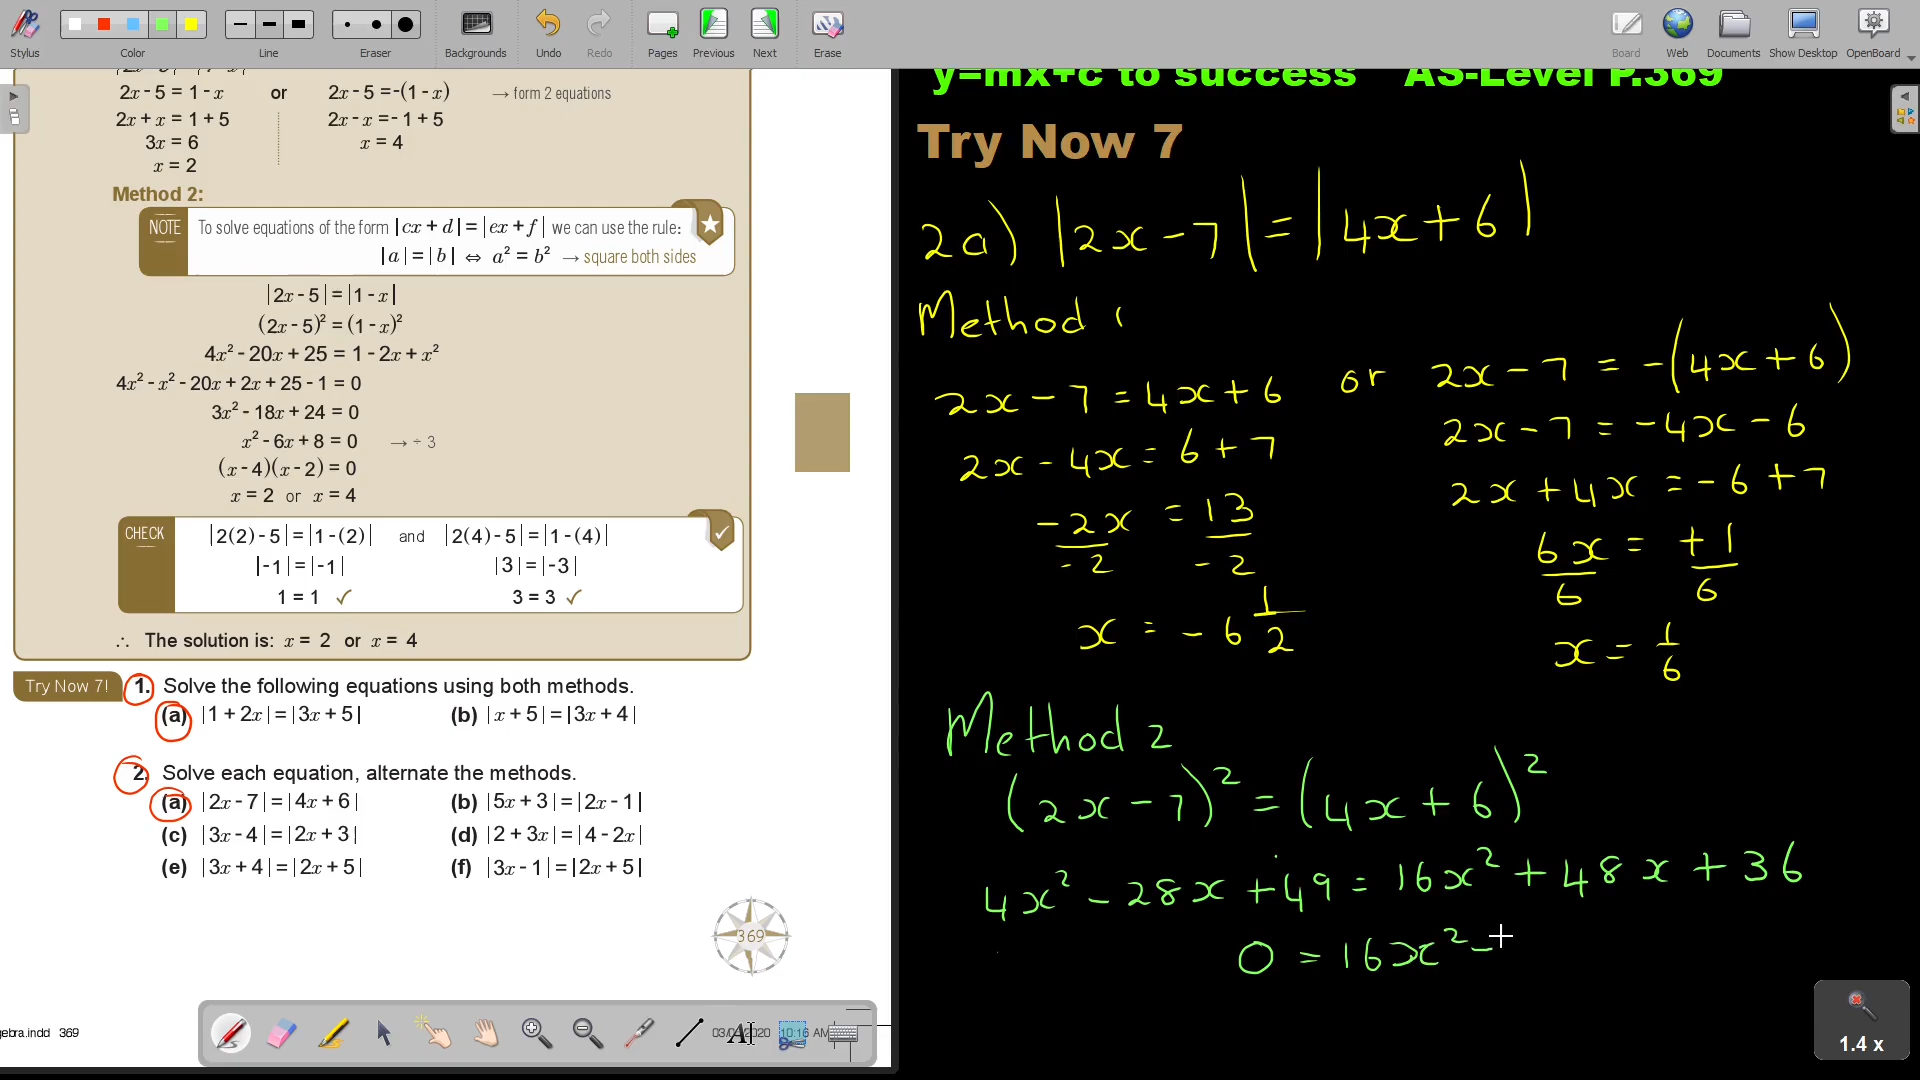 Stylus Color Line Eraser Backgrounds Undo Redo Pages Previous Next Erase Board Web Documents Show Desktop OpenBoard
2x - 5 = 1 - x or 2x - 5 = -(1 - x) → form 2 equations
2x + x = 1 + 5 2x - x = - 1 + 5
3x = 6 x = 4
x = 2
Method 2:
NOTE To solve equations of the form |cx + d| = |ex + f| we can use the rule:
|a| = |b| ⇔ a² = b² → square both sides
|2x - 5| = |1 - x|
(2x - 5)² = (1 - x)²
4x² - 20x + 25 = 1 - 2x + x²
4x² - x² - 20x + 2x + 25 - 1 = 0
3x² - 18x + 24 = 0
x² - 6x + 8 = 0 → ÷ 3
(x - 4)(x - 2) = 0
x = 2 or x = 4
CHECK |2(2) - 5| = |1 - (2)| and |2(4) - 5| = |1 - (4)|
|-1| = |-1| |3| = |-3|
1 = 1 ✓ 3 = 3 ✓
∴ The solution is: x = 2 or x = 4
Try Now 7! 1. Solve the following equations using both methods.
(a) |1 + 2x| = |3x + 5| (b) |x + 5| = |3x + 4|
2. Solve each equation, alternate the methods.
(a) |2x - 7| = |4x + 6| (b) |5x + 3| = |2x - 1|
(c) |3x - 4| = |2x + 3| (d) |2 + 3x| = |4 - 2x|
(e) |3x + 4| = |2x + 5| (f) |3x - 1| = |2x + 5|
369
ebra.indd 369
10:16 AM
y=mx+c to success AS-Level P.369
Try Now 7
2a) |2x - 7| = |4x + 6|
Method 1
2x - 7 = 4x + 6 or 2x - 7 = -(4x + 6)
2x - 4x = 6 + 7 2x - 7 = -4x - 6
-2x/-2 = 13/-2 2x + 4x = -6 + 7
x = -6 1/2 6x/6 = +1/6
x = 1/6
Method 2
(2x - 7)² = (4x + 6)²
4x² - 28x + 49 = 16x² + 48x + 36
0 = 16x² -
1.4 x